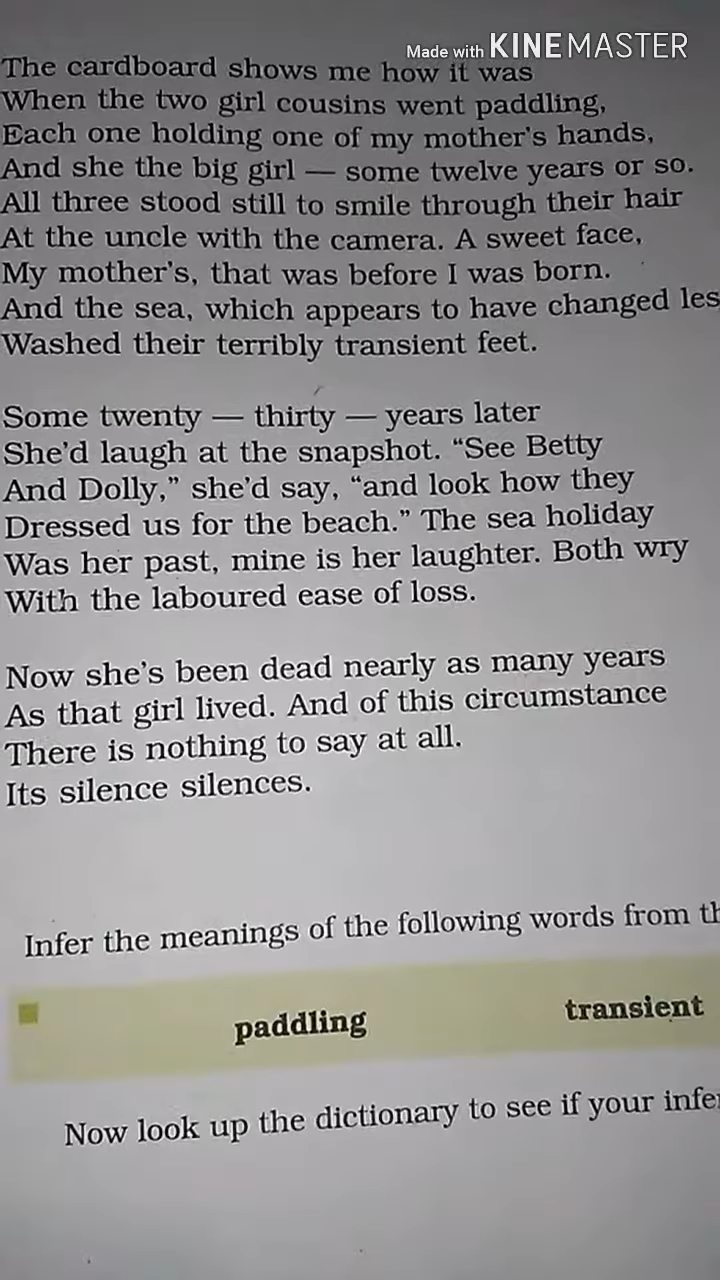 Made with KINEMASTER
The cardboard shows me how it was
When the two girl cousins went paddling,
Each one holding one of my mother's hands,
And she the big girl — some twelve years or so.
All three stood still to smile through their hair
At the uncle with the camera. A sweet face,
My mother's, that was before I was born.
And the sea, which appears to have changed les
Washed their terribly transient feet.
Some twenty — thirty — years later
She'd laugh at the snapshot. “See Betty
And Dolly,” she'd say, “and look how they
Dressed us for the beach.” The sea holiday
Was her past, mine is her laughter. Both wry
With the laboured ease of loss.
Now she's been dead nearly as many years
As that girl lived. And of this circumstance
There is nothing to say at all.
Its silence silences.
Infer the meanings of the following words from th
paddling transient
Now look up the dictionary to see if your infe